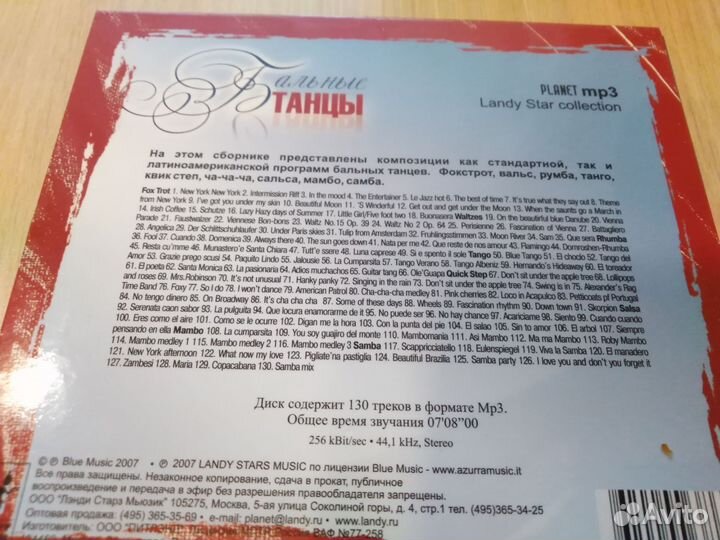 Бальные
ТАНЦЫ
PLANET mp3
Landy Star collection
На этом сборнике представлены композиции как стандартной, так и
латиноамериканской программ бальных танцев. Фокстрот, вальс, румба, танго,
квик степ, ча-ча-ча, сальса, мамбо, самба.
Fox Trot 1. New York New York 2. Intermission Riff 3. In the mood 4. The Entertainer 5. Le Jazz hot 6. The best of time 7. It's true what they say out 8. Theme
from New York 9. I've got you under my skin 10. Beautiful Moon 11. 'S Winderful 12. Get out and get under the Moon 13. When the saunts go a March in
14. Irish Coffee 15. Schutze 16. Lazy Hazy days of Summer 17. Little Girl/Five foot two 18. Buonasera Waltzes 19. On the beauturful blue Danube 20. Vienna
Parade 21. Faustwalzer 22. Viennese Bon-bons 23. Waltz No.15 Op. 39 24. Waltz No 2 Op. 64 25. Perisienne 26. Fascination of Vienna 27. Battagliero
28. Angelica 29. Der Schlittschuhlaufer 30. Under Paris skies 31. Tulip from Amsterdam 32. Fruhlingstimmen 33. Moon River 34. Sam 35. Que sera Rhumba
36. Fool 37. Cuando 38. Domenica 39. Always there 40. The sun goes down 41. Nata per me 42. Que reste de nos amour 43. Flamingo 44. Dornroshen-Rhumba
45. Resta cu'mme 46. Munastero'e Santa Chiara 47. Tutt'e ssere 48. Luna caprese 49. Si e spento il sole Tango 50. Blue Tango 51. El choclo 52. Tango del
Amor 53. Grazie prego scusi 54. Paquito Lindo 55. Jalousie 56. La Cumparsita 57. Tango Verano 58. Tango Albeniz 59. Hernando's Hideaway 60. El toreador
61. El poeta 62. Santa Monica 63. La pasionaria 64. Adios muchachos 65. Guitar tang 66. Ole'Guapa Quick Step 67. Don't sit under the apple tree 68. Lollipops
and roses 69. Mrs.Robinson 70. It's not unusual 71. Hanky panky 72. Singing in the rain 73. Don't sit under the apple tree 74. Swing is in 75. Alexander's Rag
Time Band 76. Foxy 77. So I do 78. I won't dance 79. American Patrol 80. Cha-cha-cha medley 81. Pink cherries 82. Loco in Acapulco 83. Petticoats pf Portugal
84. No tengo dinero 85. On Broadway 86. It's cha cha cha 87. Some of these days 88. Wheels 89. Fascination rhythm 90. Down town 91. Skorpion Salsa
92. Serenata caon sabor 93. La pulguita 94. Que locura enamorarme de it 95. No puede ser 96. No hay chance 97. Acariciame 98. Siento 99. Cuando cuando
100. Eres como el aire 101. Como se le ocurre 102. Digan me la hora 103. Con la punta del pie 104. El salao 105. Sin to amor 106. El arbol 107. Siempre
pensando en ella Mambo 108. La cumparsita 109. You soy guajiro del monte 110. Mambomania 111. Asi Mambo 112. Ma ma Mambo 113. Roby Mambo
114. Mambo medley 1 115. Mambo medley 2 116. Mambo medley 3 Samba 117. Scappricciatello 118. Eulenspiegel 119. Viva la Samba 120. El manadero
121. New York afternoon 122. What now my love 123. Pigliate'na pastiglia 124. Beautiful Brazilia 125. Samba party 126. I love you and don't you forget it
127. Zambesi 128. Maria 129. Copacabana 130. Samba mix
Диск содержит 130 треков в формате Mp3.
Общее время звучания 07'08"00
256 kBit/sec • 44,1 kHz, Stereo
© ℗ Blue Music 2007 • ℗ 2007 LANDY STARS MUSIC по лицензии Blue Music - www.azurramusic.it
Все права защищены. Незаконное копирование, сдача в прокат, публичное
воспроизведение и передача в эфир без разрешения правообладателя запрещены.
ООО "Лэнди Старз Мьюзик" 105275, Москва, 5-ая улица Соколиной горы, д. 4, стр.1 тел. (495)365-34-25
Факс: (495) 365-35-69 • e-mail: planet@landy.ru • www.landy.ru
Изготовитель: ООО
Россия ВАФ №77-258
Avito